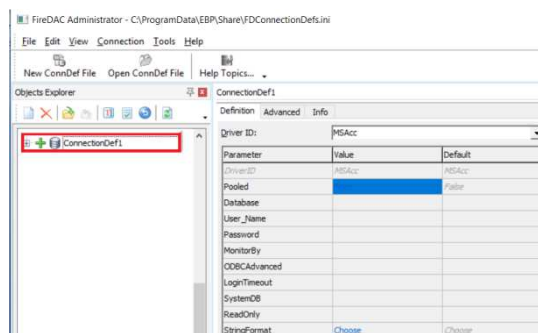 FireDAC Administrator - C:\ProgramData\EBP\Share\FDConnectionDefs.ini
File Edit View Connection Tools Help
New ConnDef File Open ConnDef File Help Topics...
Objects Explorer
ConnectionDef1
Definition Advanced Info
ConnectionDef1
Driver ID: MSAcc
Parameter Value Default
DriverID MSAcc MSAcc
Pooled False
Database
User_Name
Password
MonitorBy
ODBCAdvanced
LoginTimeout
SystemDB
ReadOnly
StringFormat Choose Choose